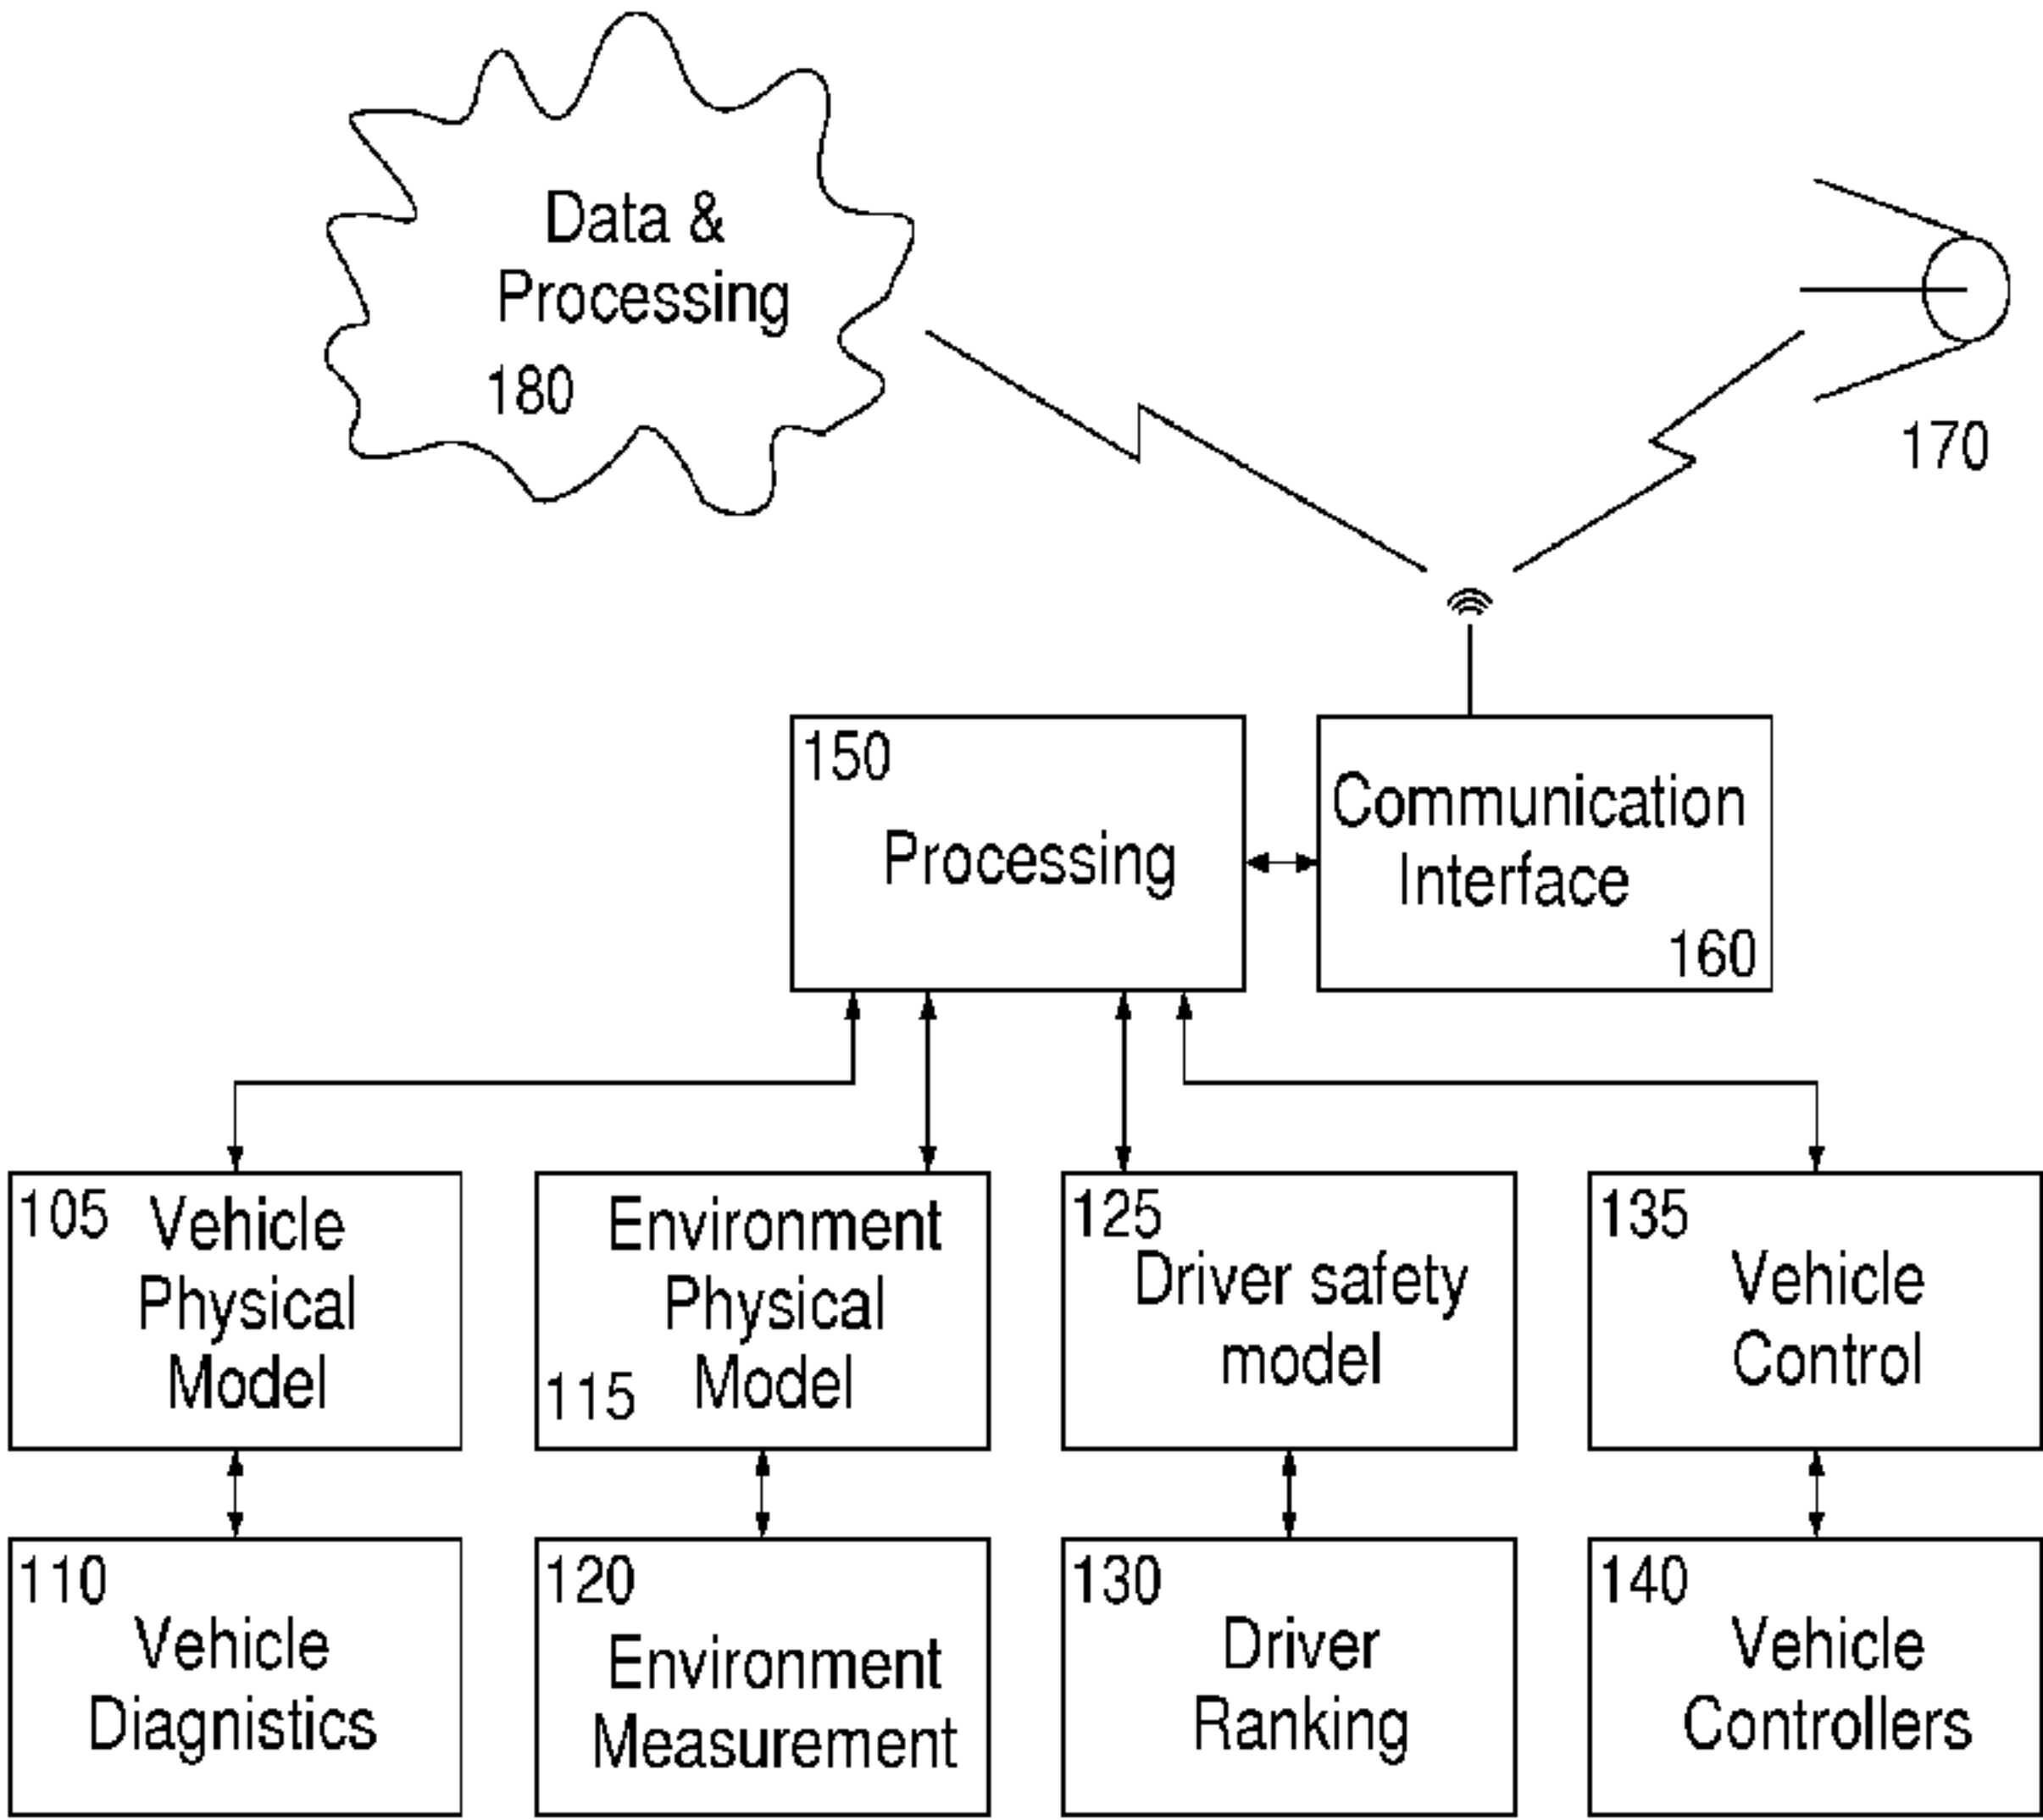 Data &
Processing
180
170
150
Processing
Communication
Interface
160
105 Vehicle
Physical
Model
Environment
Physical
115 Model
125
Driver safety
model
135
Vehicle
Control
110
Vehicle
Diagnistics
120
Environment
Measurement
130
Driver
Ranking
140
Vehicle
Controllers